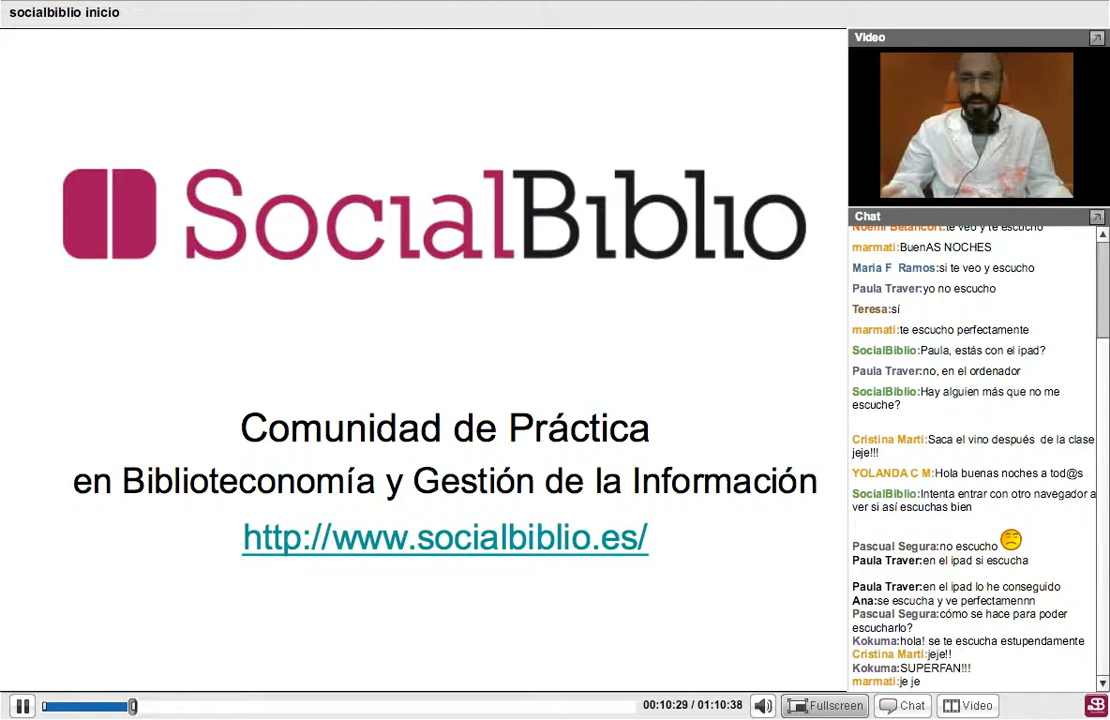 socialbiblio inicio
SocialBiblio
Comunidad de Práctica
en Biblioteconomía y Gestión de la Información
http://www.socialbiblio.es/
Video
Chat
Noemi Betancort:te veo y te escucho
marmati:BuenAS NOCHES
Maria F Ramos:si te veo y escucho
Paula Traver:yo no escucho
Teresa:sí
marmati:te escucho perfectamente
SocialBiblio:Paula, estás con el ipad?
Paula Traver:no, en el ordenador
SocialBiblio:Hay alguien más que no me
escuche?
Cristina Marti:Saca el vino después de la clase
jeje!!!
YOLANDA C M:Hola buenas noches a tod@s
SocialBiblio:Intenta entrar con otro navegador a
ver si así escuchas bien
Pascual Segura:no escucho
Paula Traver:en el ipad si escucha
Paula Traver:en el ipad lo he conseguido
Ana:se escucha y ve perfectamennn
Pascual Segura:cómo se hace para poder
escucharlo?
Kokuma:hola! se te escucha estupendamente
Cristina Marti:jeje!!
Kokuma:SUPERFAN!!!
marmati:je je
00:10:29 / 01:10:38
Fullscreen
Chat
Video
SB